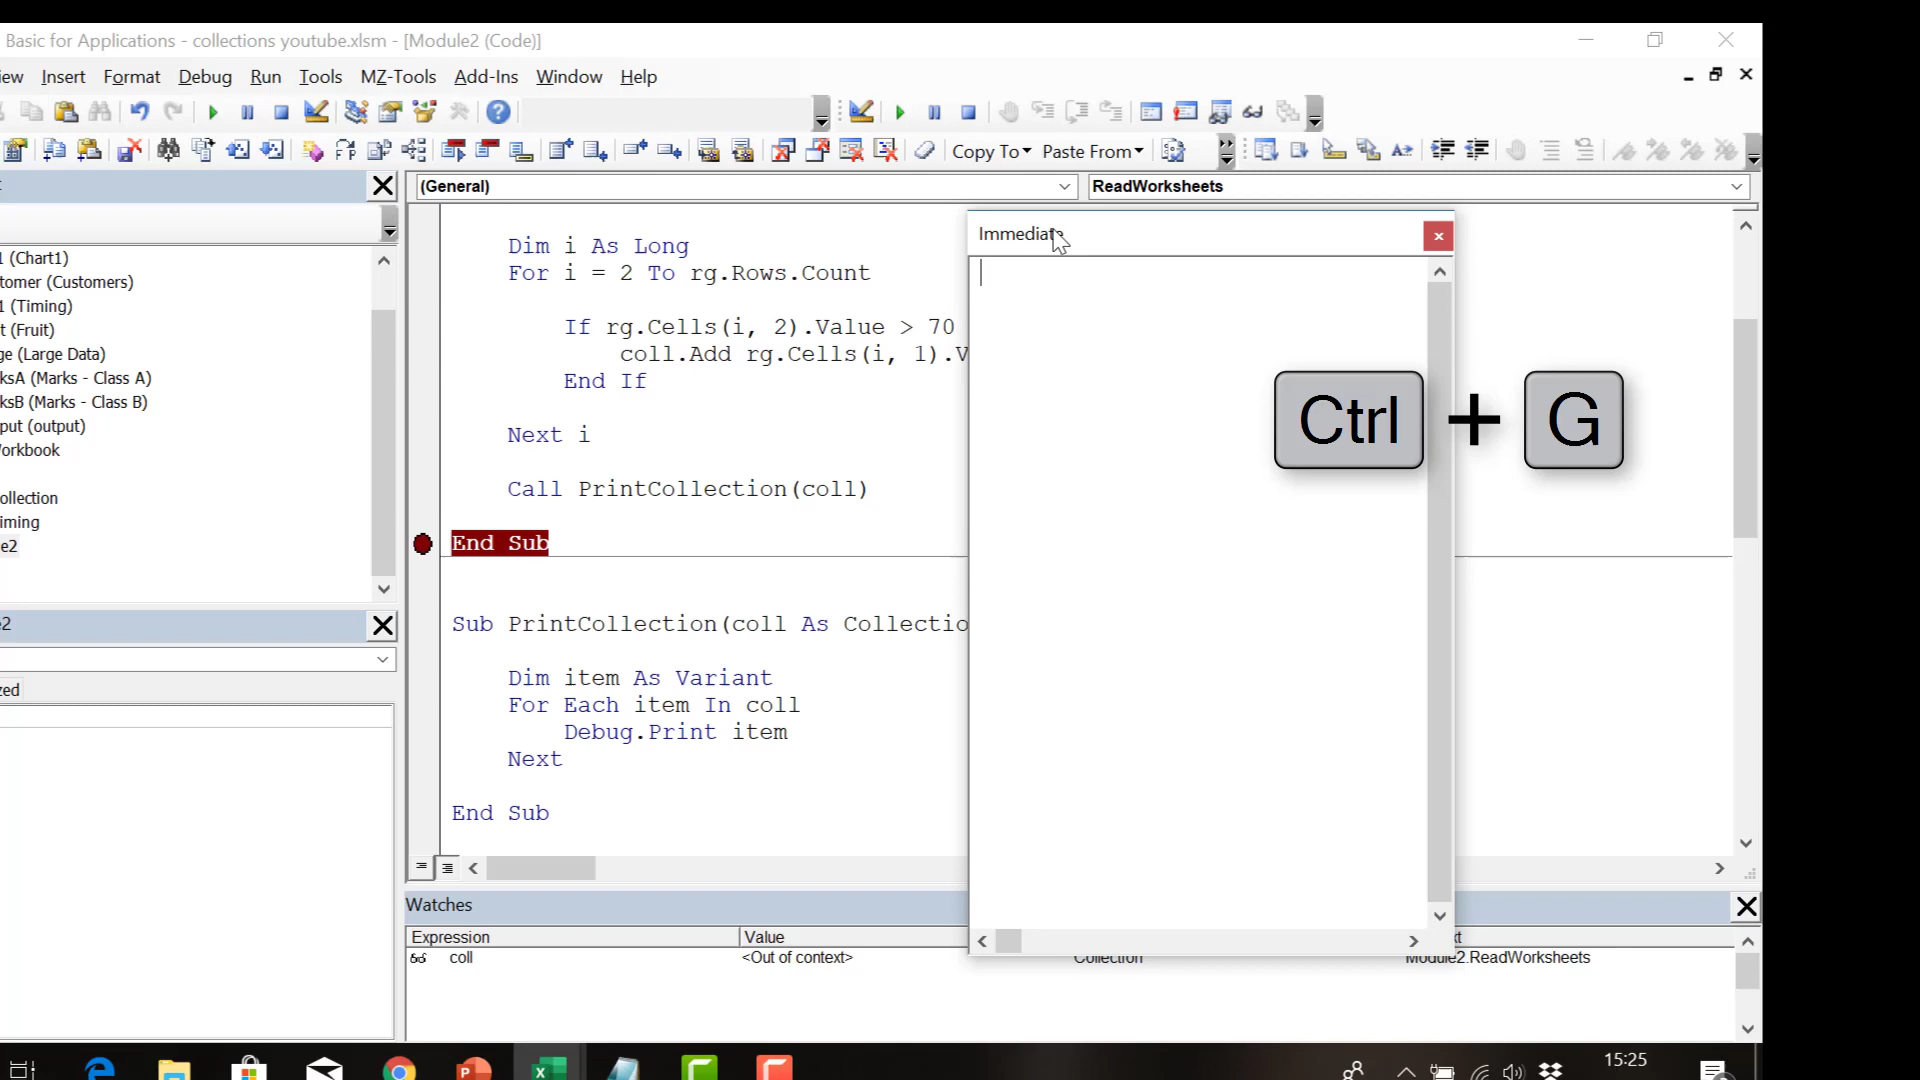 Basic for Applications - collections youtube.xlsm - [Module2 (Code)]
iew Insert Format Debug Run Tools MZ-Tools Add-Ins Window Help
Copy To Paste From
(General) ReadWorksheets
1 (Chart1)
tomer (Customers)
1 (Timing)
t (Fruit)
ge (Large Data)
ksA (Marks - Class A)
ksB (Marks - Class B)
put (output)
orkbook
ollection
iming
e2
e2
zed
Dim i As Long
For i = 2 To rg.Rows.Count
If rg.Cells(i, 2).Value > 70
coll.Add rg.Cells(i, 1).V
End If
Next i
Call PrintCollection(coll)
End Sub
Sub PrintCollection(coll As Collectio
Dim item As Variant
For Each item In coll
Debug.Print item
Next
End Sub
Immediate
Ctrl + G
Watches
Expression Value xt
coll <Out of context> Collection Module2.ReadWorksheets
15:25